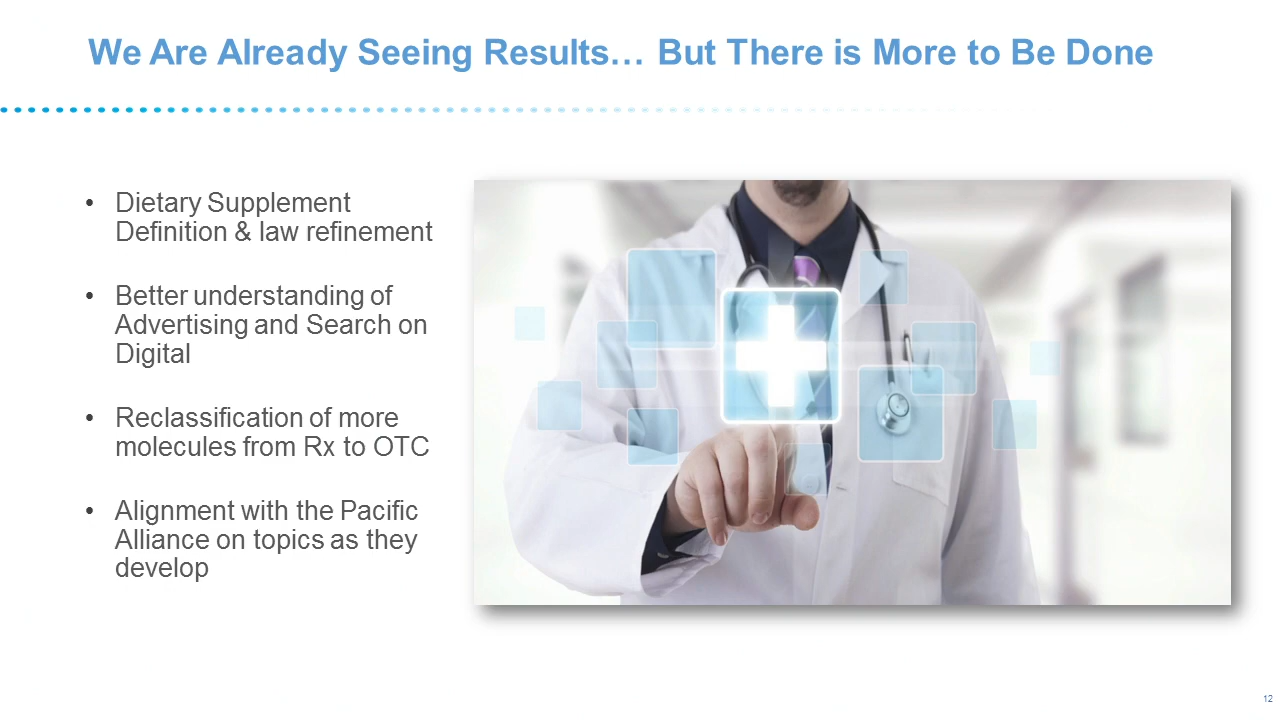 We Are Already Seeing Results… But There is More to Be Done
• Dietary Supplement
Definition & law refinement
• Better understanding of
Advertising and Search on
Digital
• Reclassification of more
molecules from Rx to OTC
• Alignment with the Pacific
Alliance on topics as they
develop
12